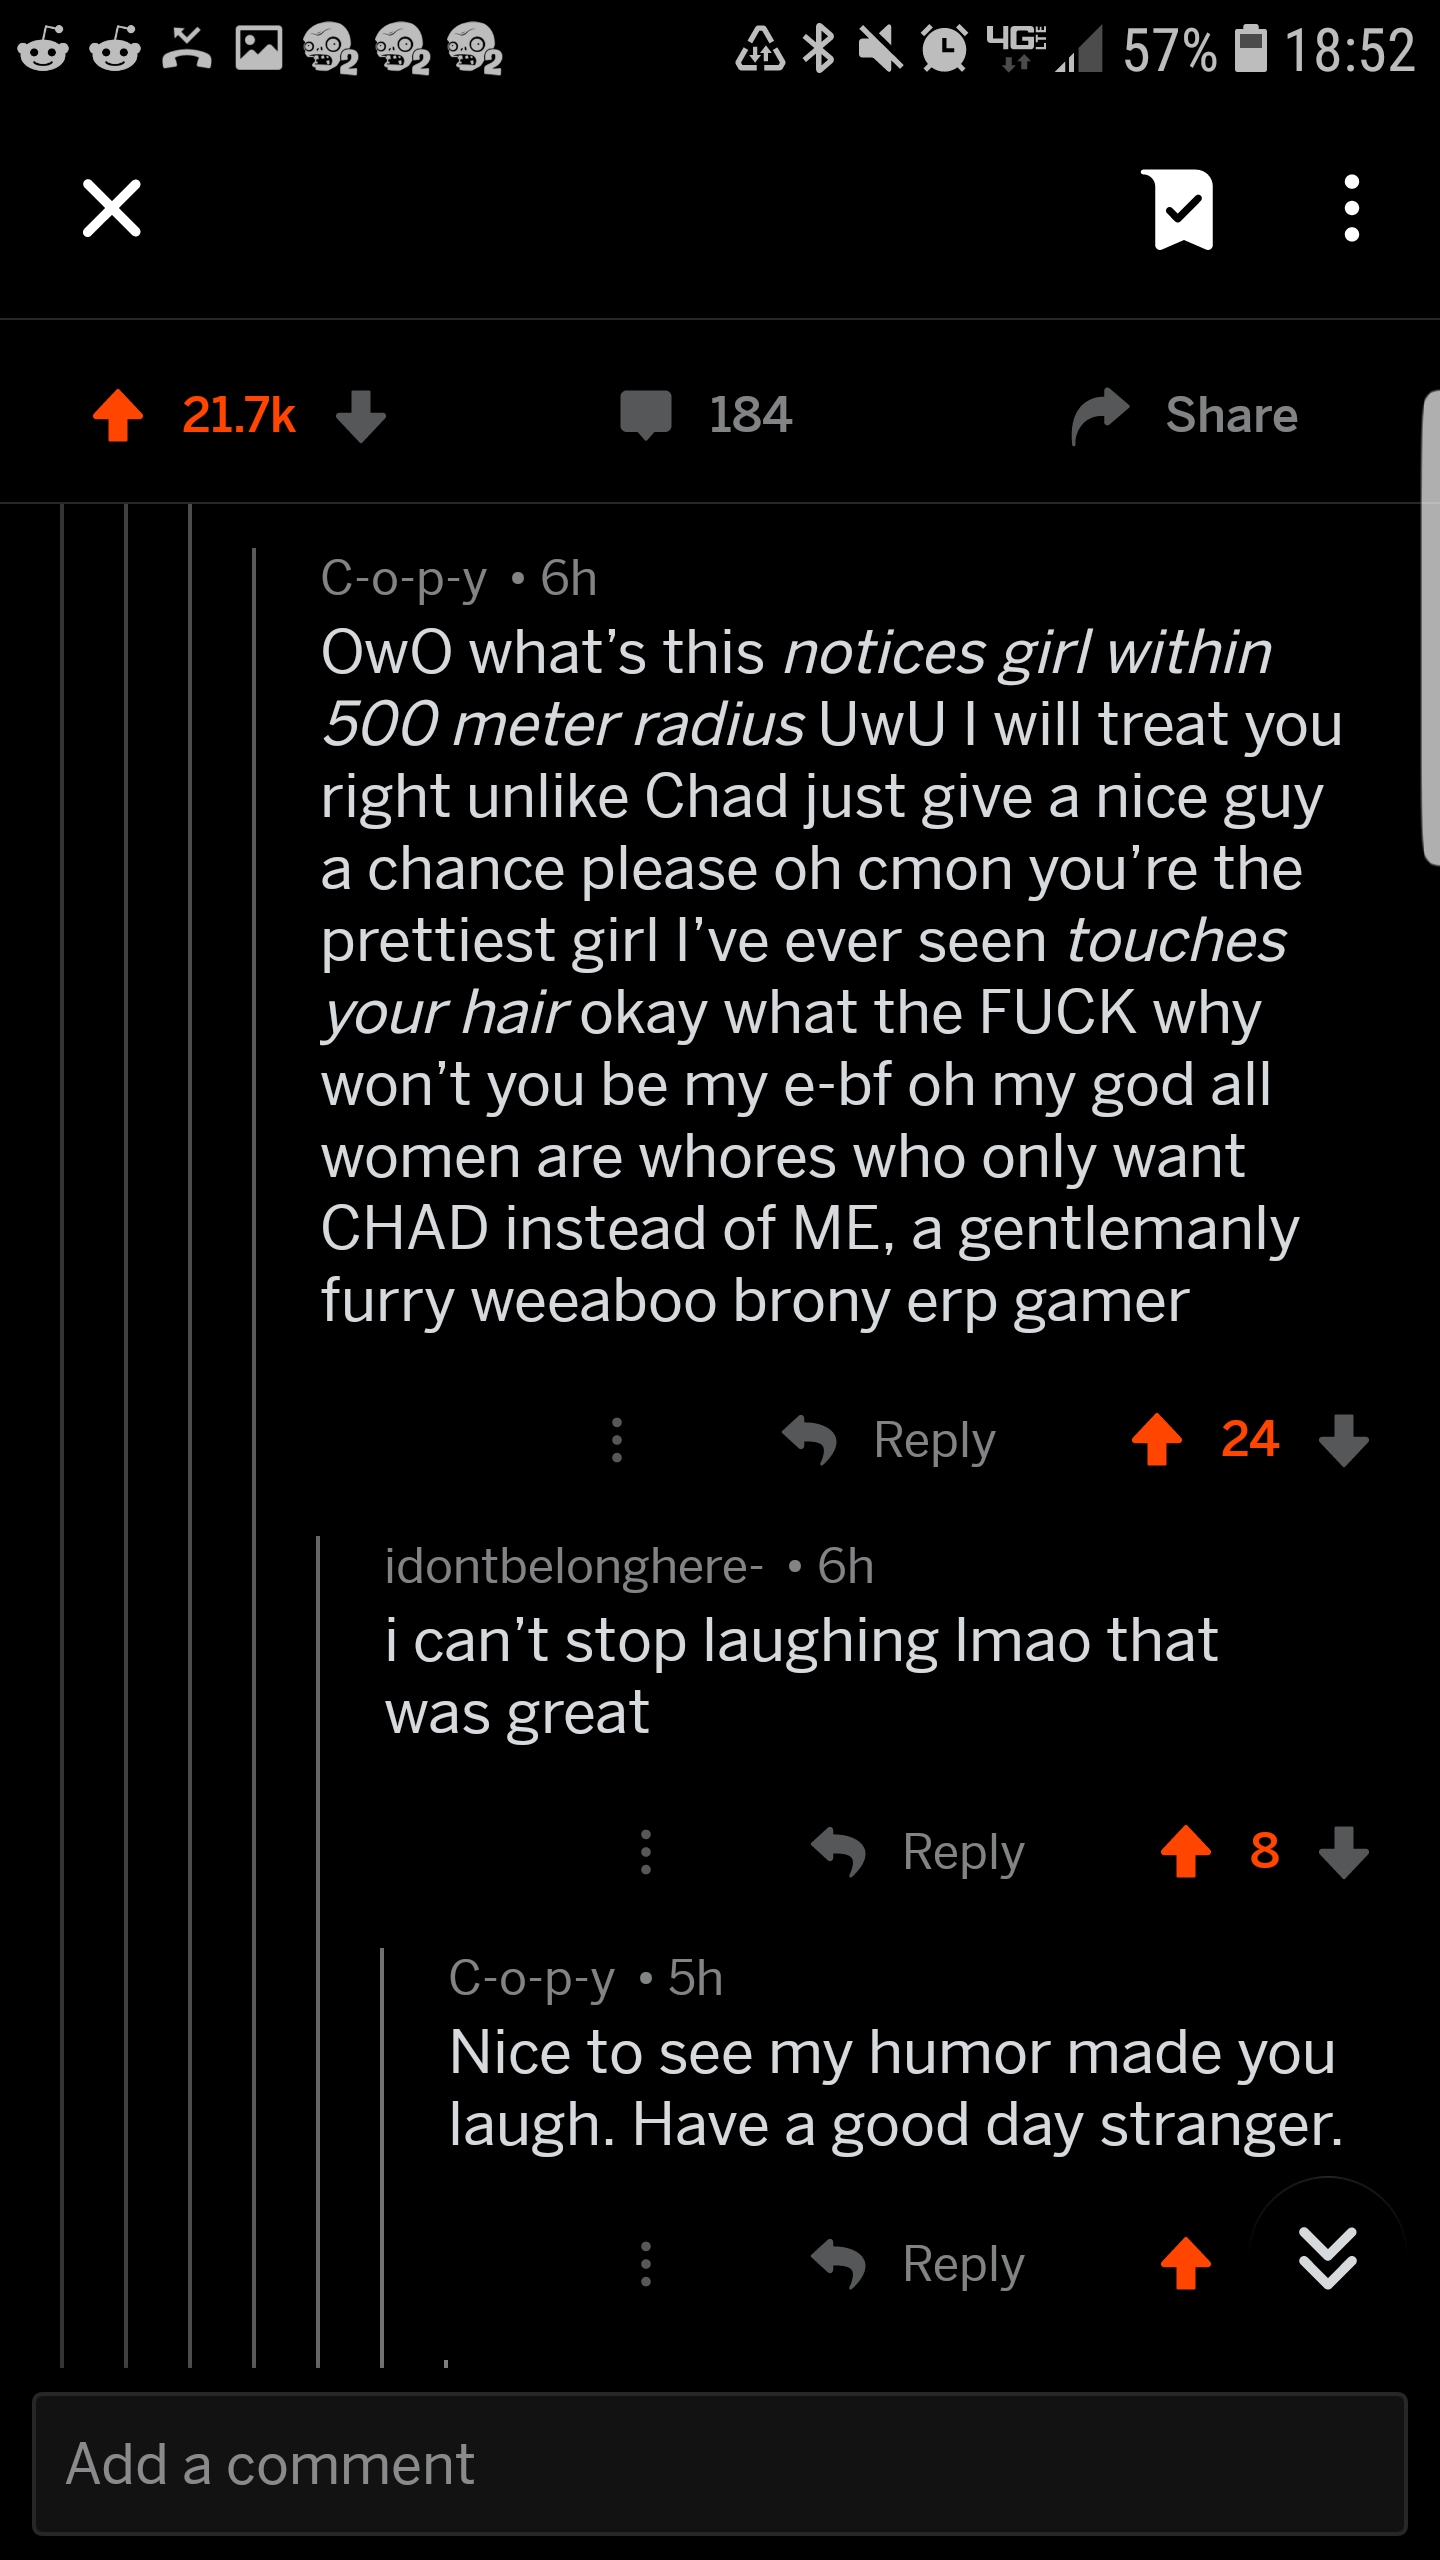 57% 18:52
21.7k 184 Share
C-o-p-y • 6h
OwO what’s this notices girl within
500 meter radius UwU I will treat you
right unlike Chad just give a nice guy
a chance please oh cmon you’re the
prettiest girl I’ve ever seen touches
your hair okay what the FUCK why
won’t you be my e-bf oh my god all
women are whores who only want
CHAD instead of ME, a gentlemanly
furry weeaboo brony erp gamer
Reply 24
idontbelonghere- • 6h
i can’t stop laughing lmao that
was great
Reply 8
C-o-p-y • 5h
Nice to see my humor made you
laugh. Have a good day stranger.
Reply
Add a comment